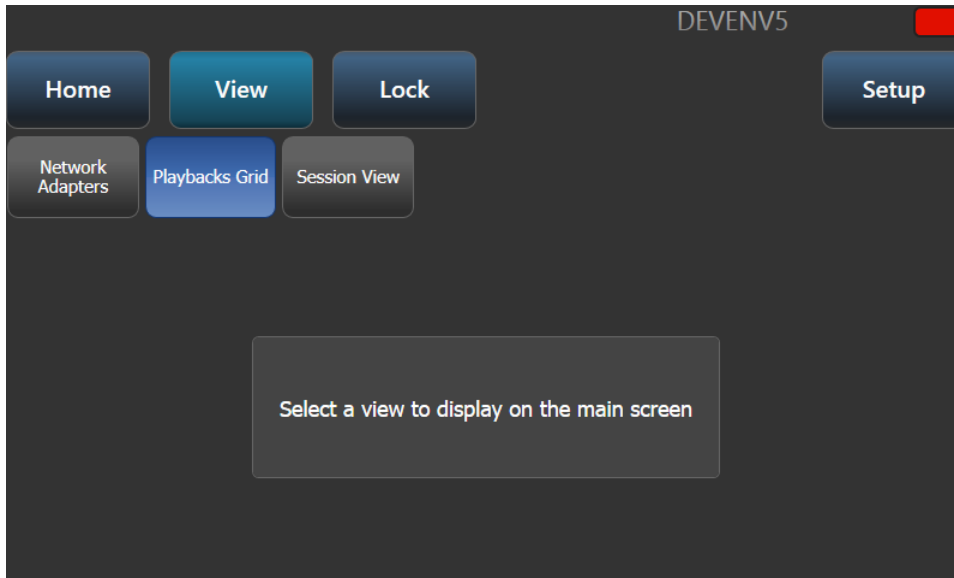 DEVENV5
Home View Lock Setup
Network
Adapters
Playbacks Grid
Session View
Select a view to display on the main screen